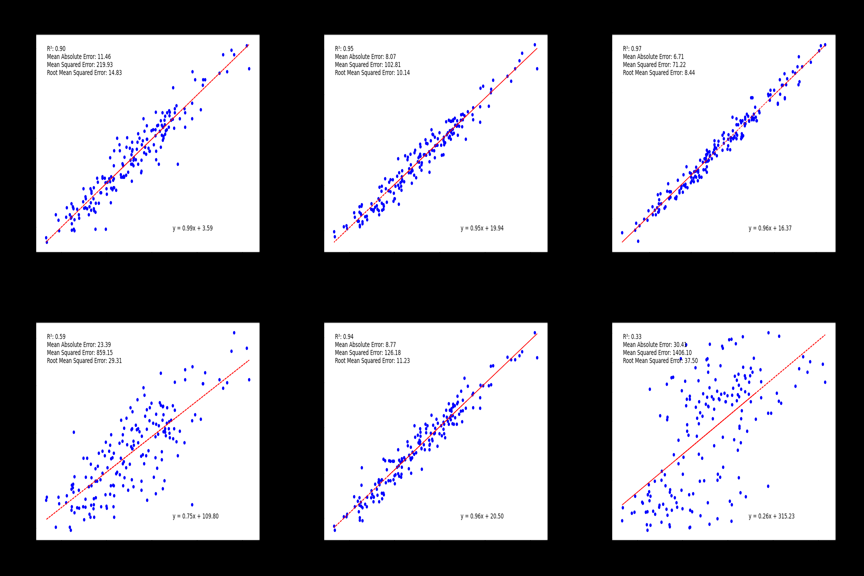 R²: 0.90
Mean Absolute Error: 11.46
Mean Squared Error: 219.93
Root Mean Squared Error: 14.83
y = 0.99x + 3.59
R²: 0.95
Mean Absolute Error: 8.07
Mean Squared Error: 102.81
Root Mean Squared Error: 10.14
y = 0.95x + 19.94
R²: 0.97
Mean Absolute Error: 6.71
Mean Squared Error: 71.22
Root Mean Squared Error: 8.44
y = 0.96x + 16.37
R²: 0.59
Mean Absolute Error: 23.39
Mean Squared Error: 859.15
Root Mean Squared Error: 29.31
y = 0.75x + 109.80
R²: 0.94
Mean Absolute Error: 8.77
Mean Squared Error: 126.18
Root Mean Squared Error: 11.23
y = 0.96x + 20.50
R²: 0.33
Mean Absolute Error:
Mean Squared Error: 1406.10
Root Mean Squared Error: 37.50
y = 0.26x + 315.23